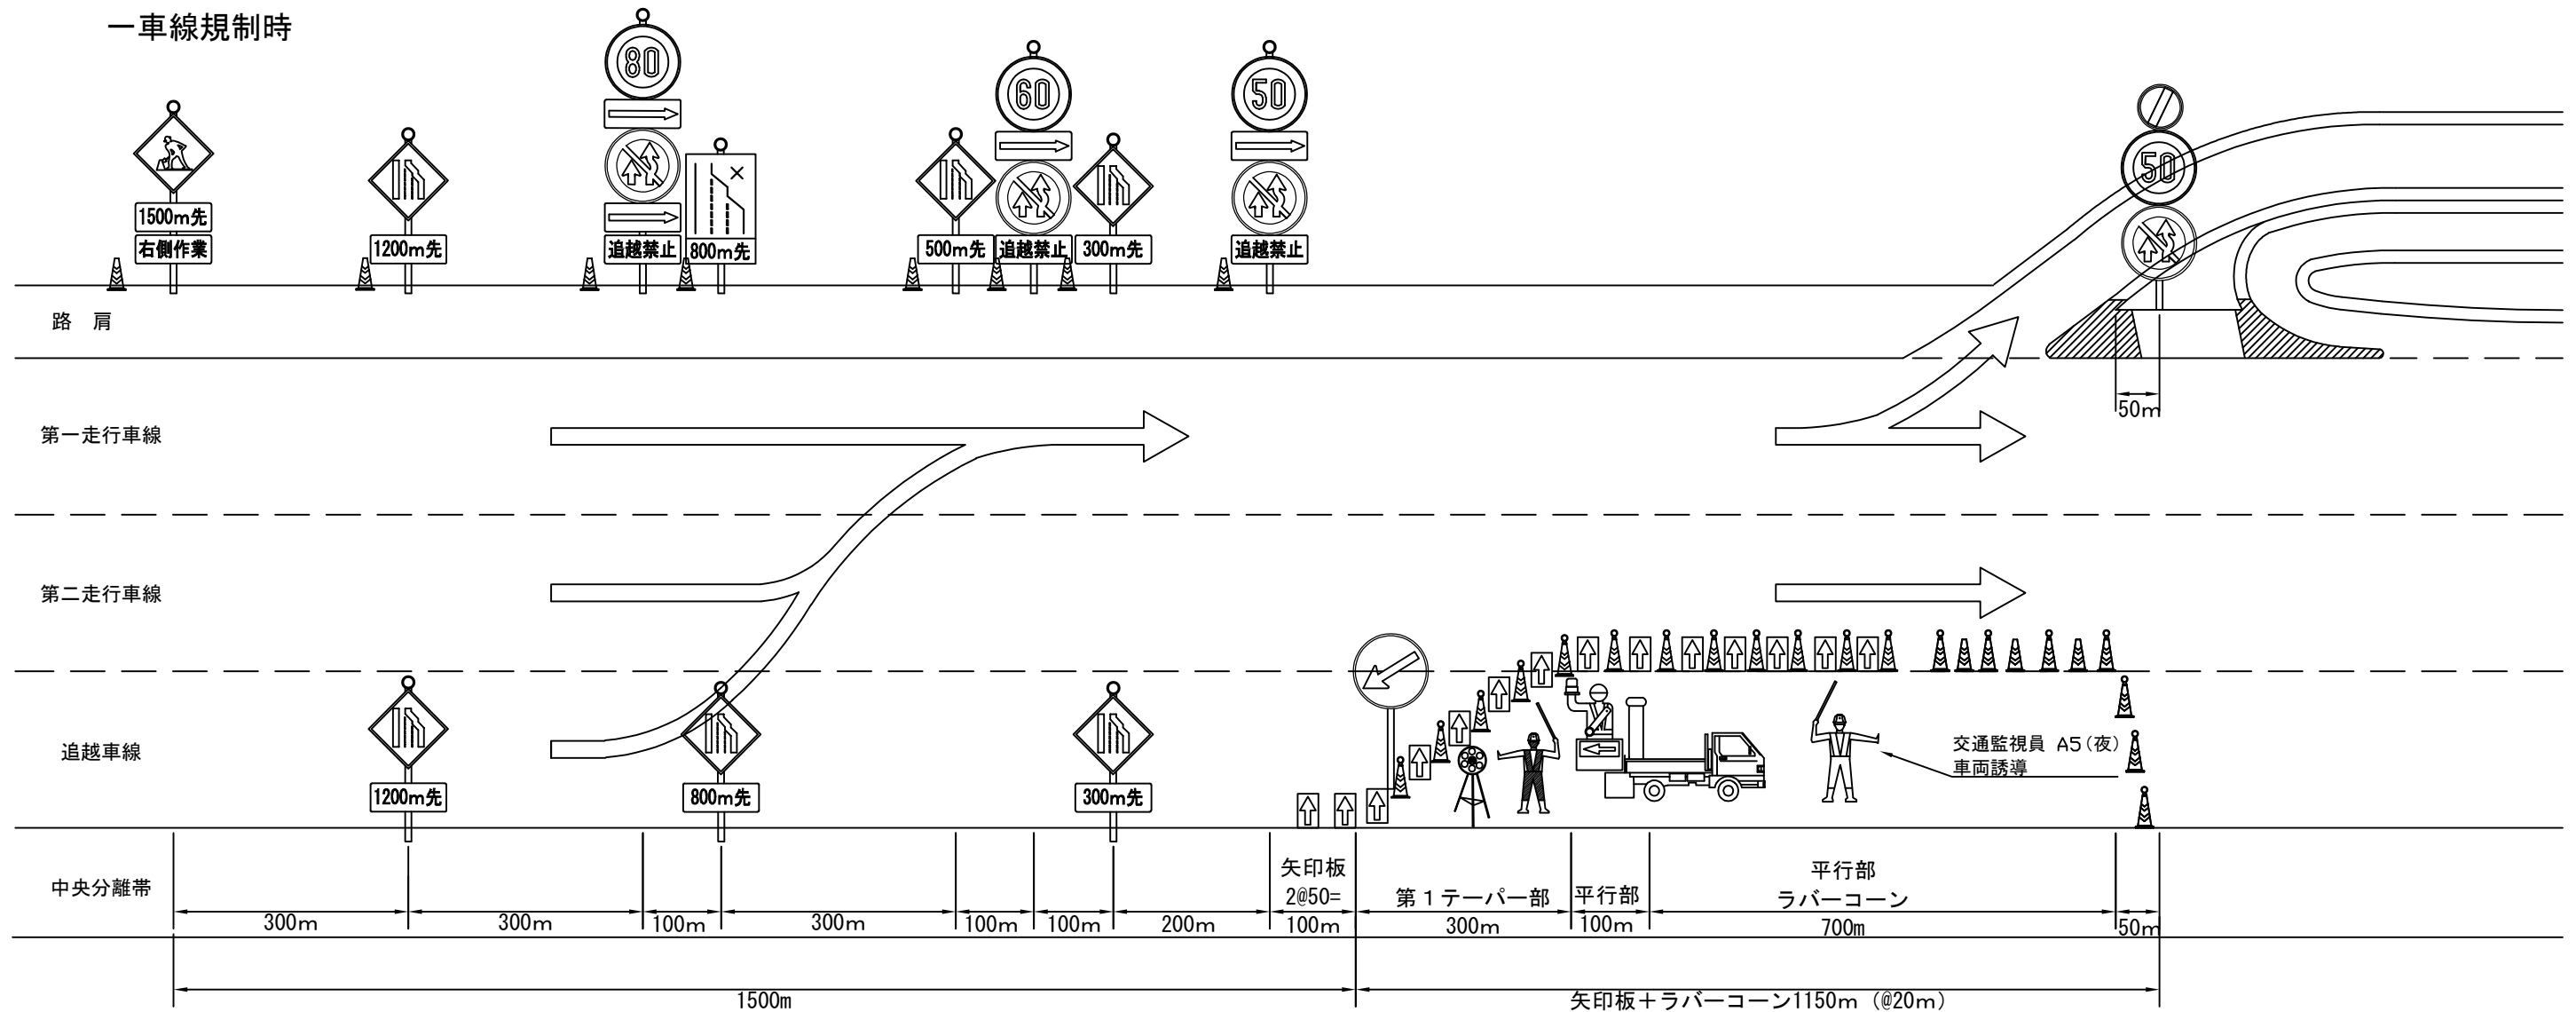 一車線規制時
80
60
50
50
1500m先
右側作業
1200m先
追越禁止
800m先
500m先
追越禁止
300m先
追越禁止
路 肩
50m
第一走行車線
第二走行車線
追越車線
1200m先
800m先
300m先
交通監視員 A5(夜)
車両誘導
中央分離帯
300m
300m
100m
300m
100m
100m
200m
矢印板
2@50=
100m
第1テーパー部
300m
平行部
100m
平行部
ラバーコーン
700m
50m
1500m
矢印板+ラバーコーン1150m (@20m)